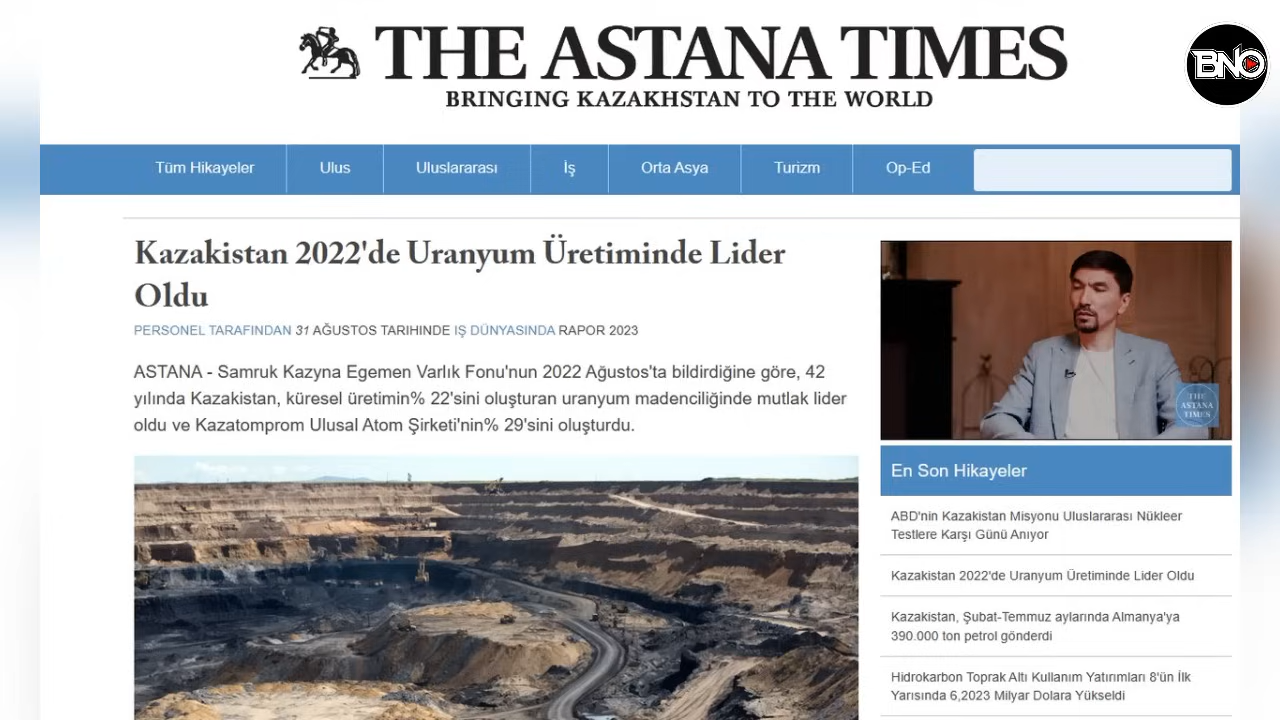 THE ASTANA TIMES
BRINGING KAZAKHSTAN TO THE WORLD
BNO
Tüm Hikayeler Ulus Uluslararası İş Orta Asya Turizm Op-Ed
Kazakistan 2022'de Uranyum Üretiminde Lider
Oldu
PERSONEL TARAFINDAN 31 AĞUSTOS TARIHINDE IŞ DÜNYASINDA RAPOR 2023
ASTANA - Samruk Kazyna Egemen Varlık Fonu'nun 2022 Ağustos'ta bildirdiğine göre, 42
yılında Kazakistan, küresel üretimin% 22'sini oluşturan uranyum madenciliğinde mutlak lider
oldu ve Kazatomprom Ulusal Atom Şirketi'nin% 29'sini oluşturdu.
THE
ASTANA
TIMES
En Son Hikayeler
ABD'nin Kazakistan Misyonu Uluslararası Nükleer
Testlere Karşı Günü Anıyor
Kazakistan 2022'de Uranyum Üretiminde Lider Oldu
Kazakistan, Şubat-Temmuz aylarında Almanya'ya
390.000 ton petrol gönderdi
Hidrokarbon Toprak Altı Kullanım Yatırımları 8'ün İlk
Yarısında 6,2023 Milyar Dolara Yükseldi